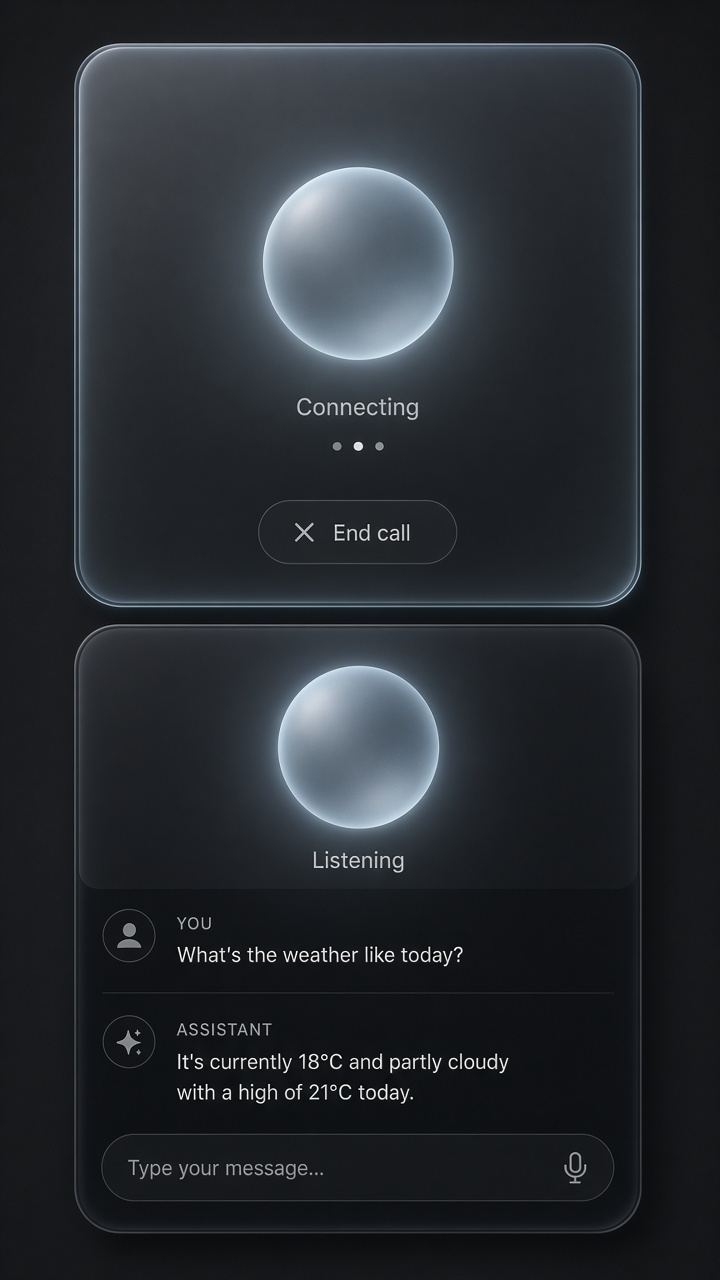 Connecting
End call
Listening
YOU
What's the weather like today?
ASSISTANT
It's currently 18°C and partly cloudy
with a high of 21°C today.
Type your message...